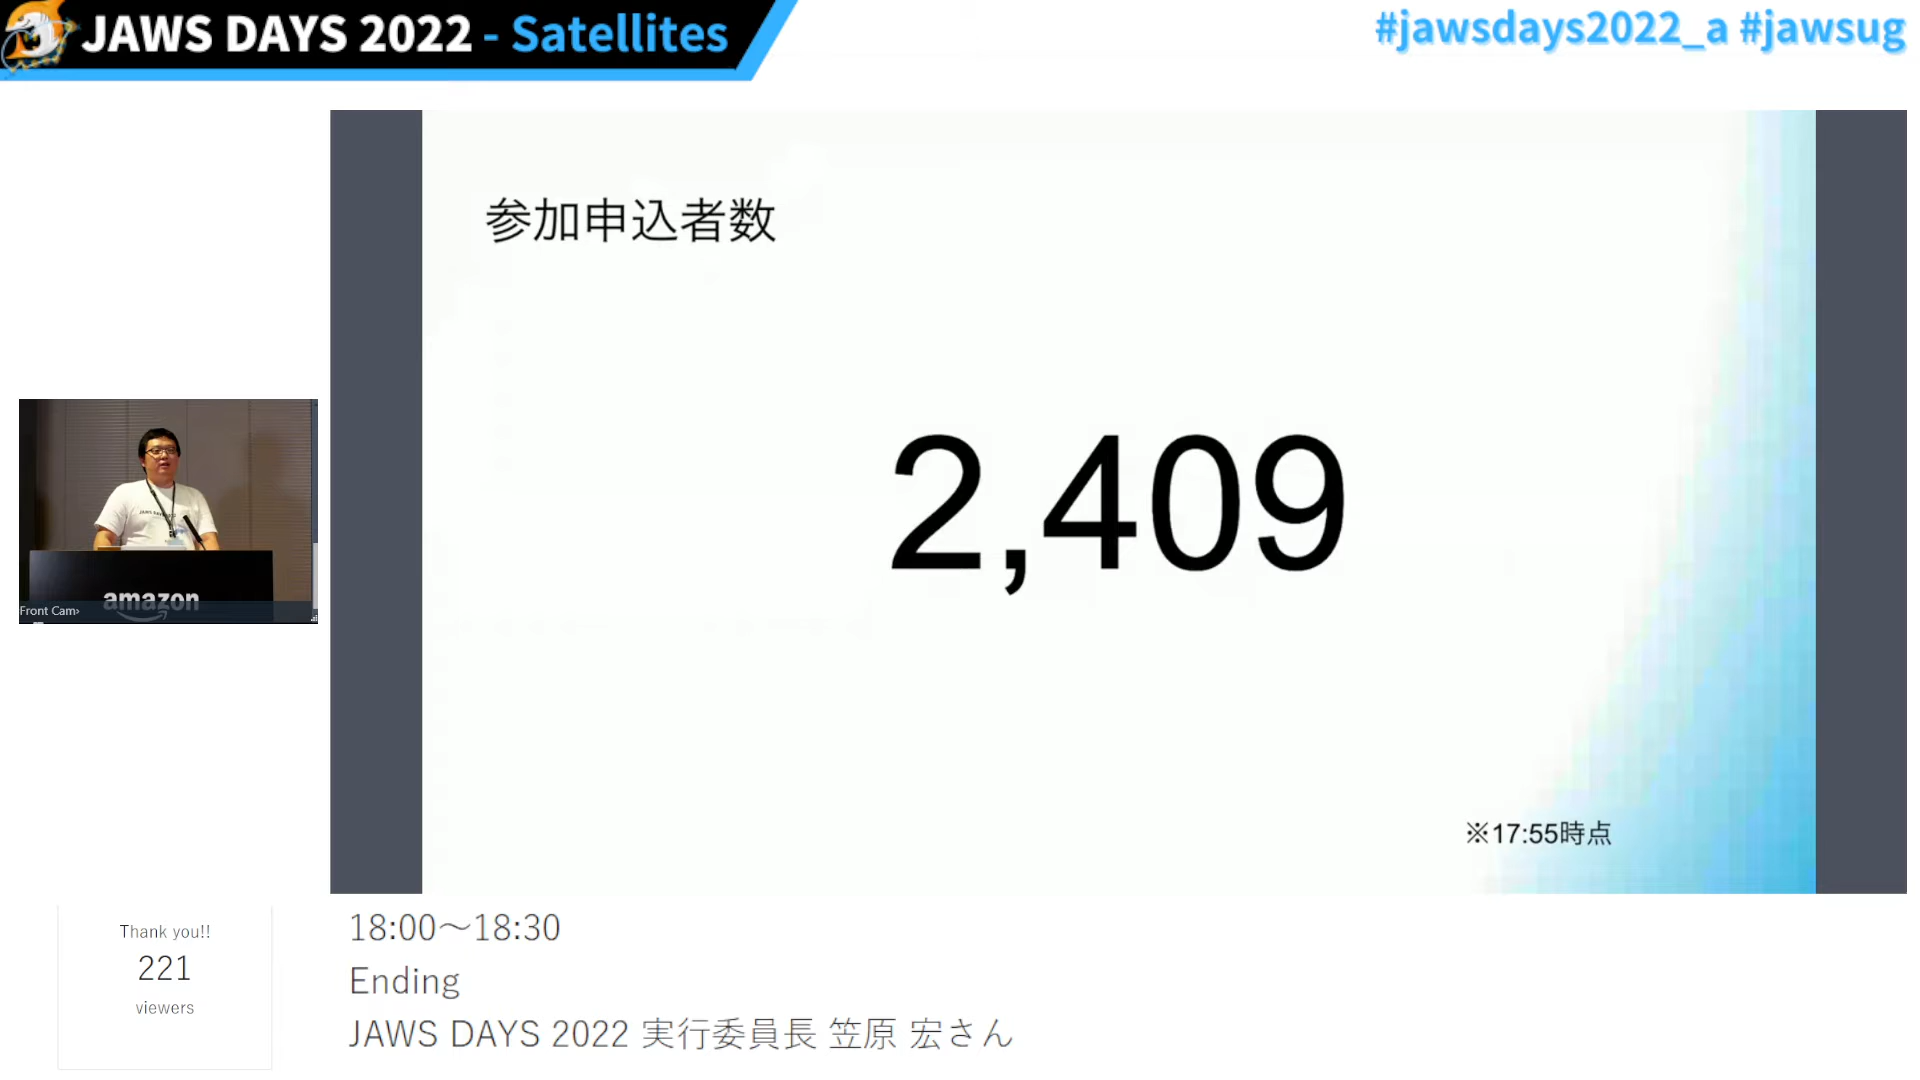 JAWS DAYS 2022 - Satellites
#jawsdays2022_a #jawsug
参加申込者数
2,409
※17:55時点
amazon
Front Cam›
Thank you!!
221
viewers
18:00～18:30
Ending
JAWS DAYS 2022 実行委員長 笠原 宏さん